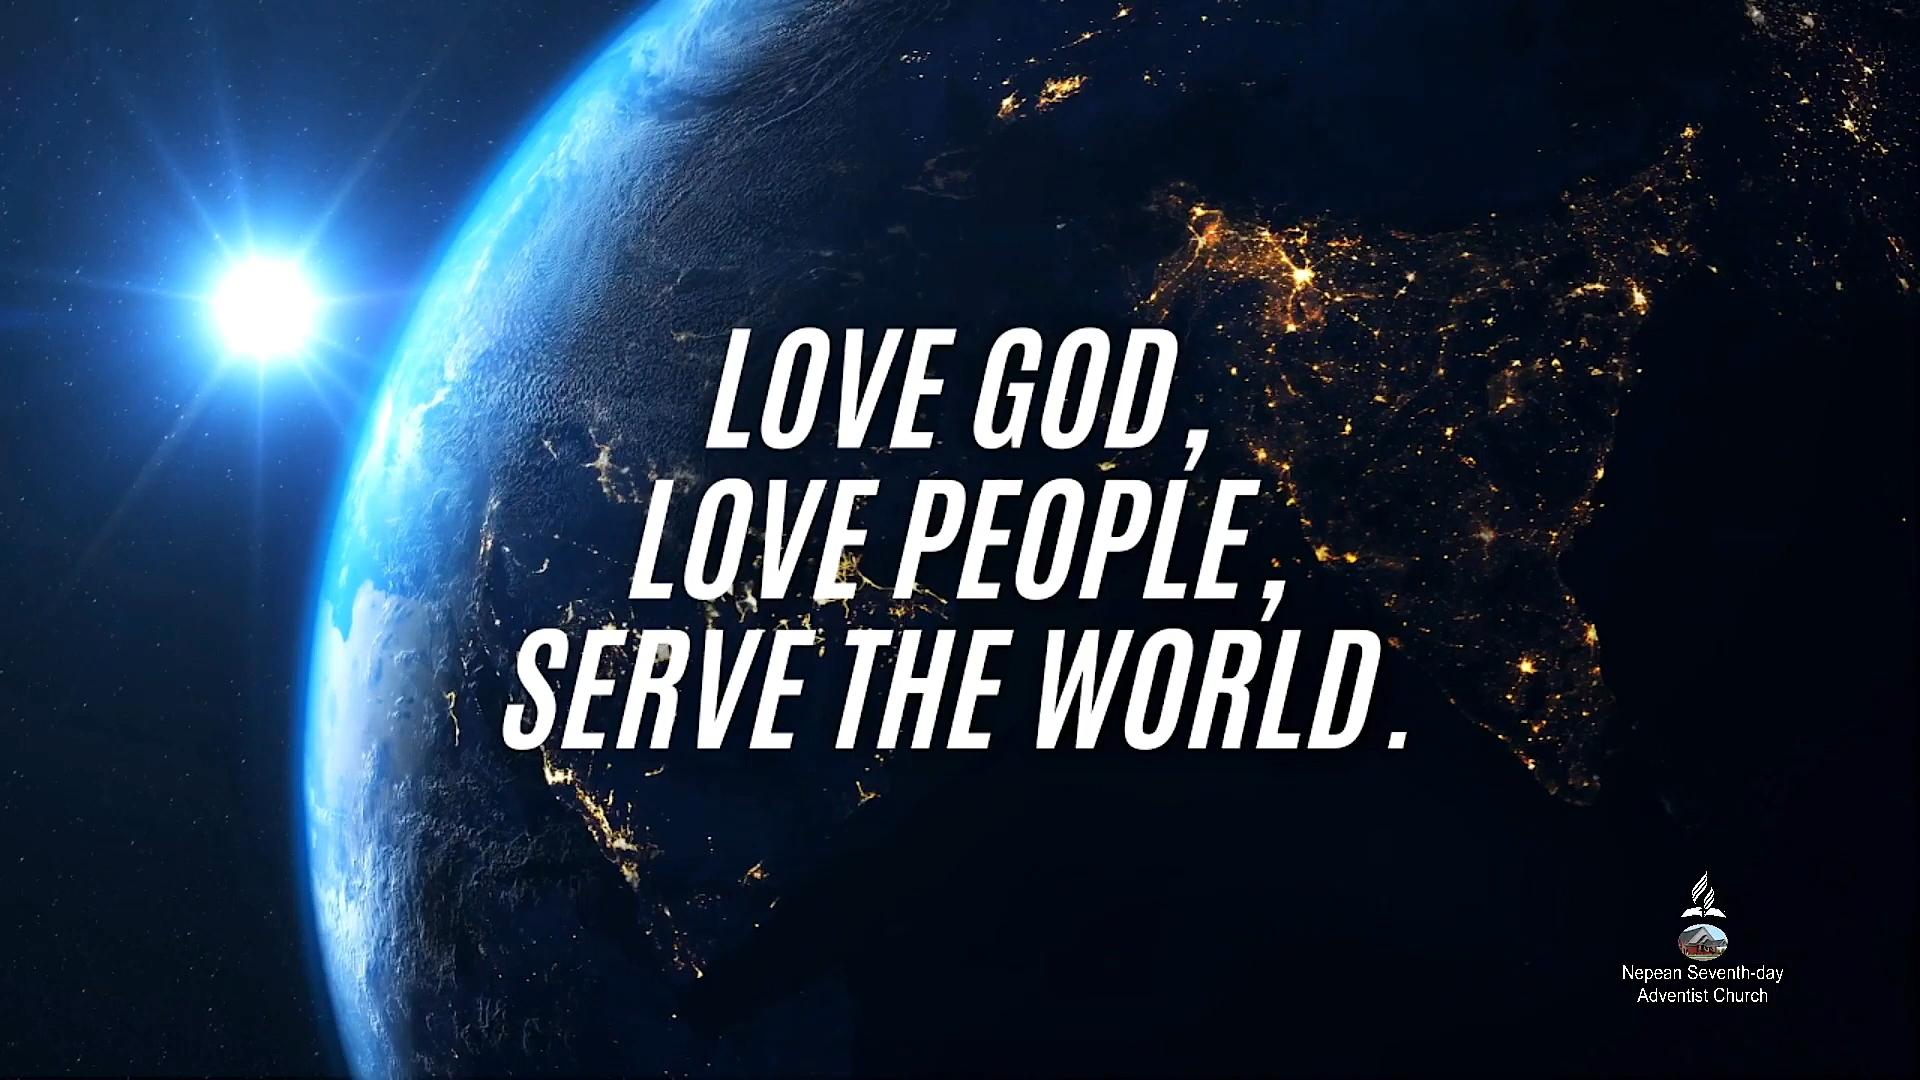 LOVE GOD,
LOVE PEOPLE,
SERVE THE WORLD.
Nepean Seventh-day
Adventist Church